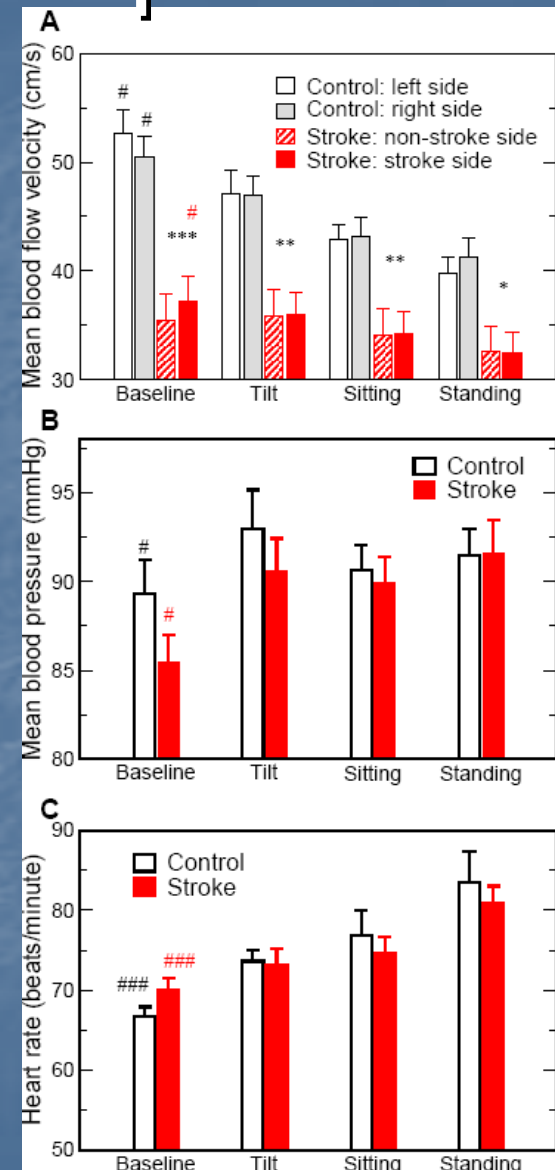 A
Mean blood flow velocity (cm/s)
60
50
40
30
Control: left side
Control: right side
Stroke: non-stroke side
Stroke: stroke side
#
#
#
***
**
**
*
Baseline Tilt Sitting Standing
B
Mean blood pressure (mmHg)
95
90
85
80
Control
Stroke
#
#
Baseline Tilt Sitting Standing
C
Heart rate (beats/minute)
90
80
70
60
50
Control
Stroke
###
###
Baseline Tilt Sitting Standing